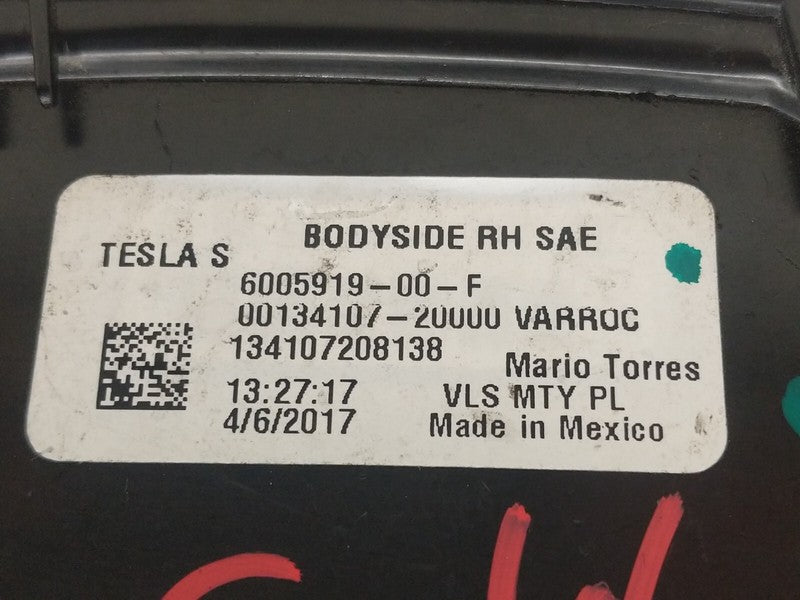 BODYSIDE RH SAE
TESLA S
6005919-00-F
00134107-20000 VARROC
134107208138
Mario Torres
13:27:17
VLS MTY PL
4/6/2017
Made in Mexico